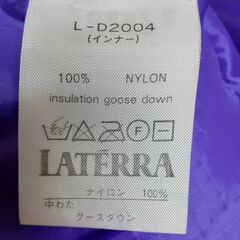 L-D2004
(インナー)
100% NYLON
insulation goose down
LATERRA
ナイロン 100%
中わた
グースダウン